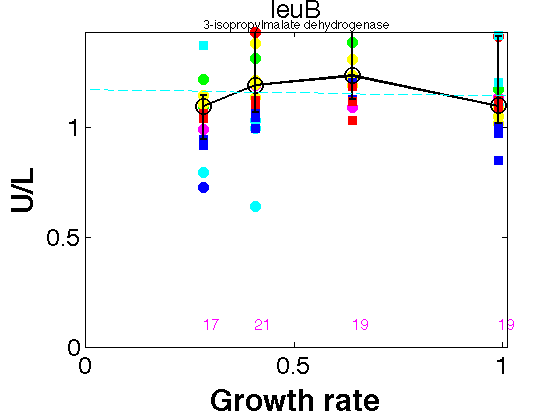 leuB
3-isopropylmalate dehydrogenase
1
0.5
0
U/L
17 21 19 19
0 0.5 1
Growth rate